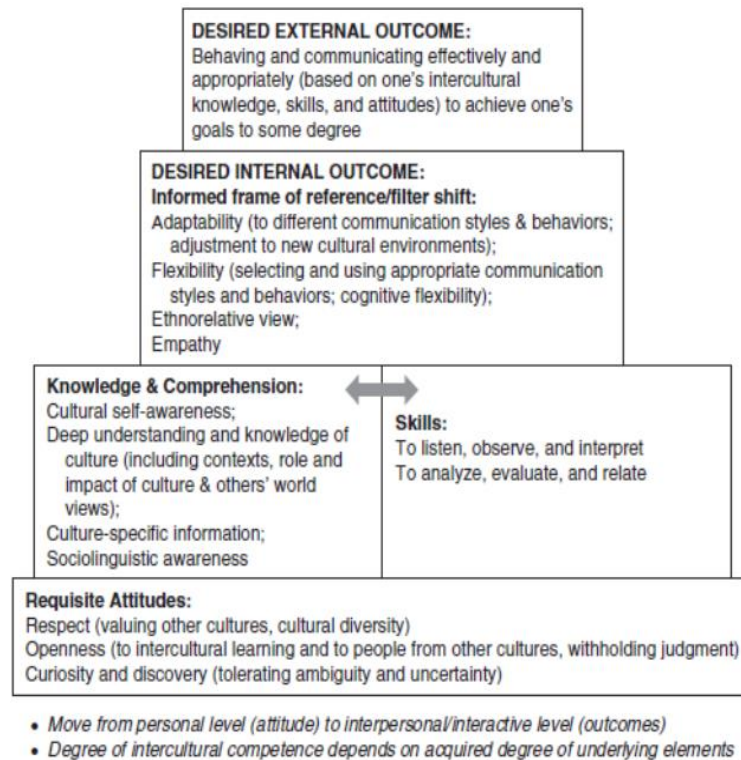 DESIRED EXTERNAL OUTCOME:
Behaving and communicating effectively and
appropriately (based on one's intercultural
knowledge, skills, and attitudes) to achieve one's
goals to some degree
DESIRED INTERNAL OUTCOME:
Informed frame of reference/filter shift:
Adaptability (to different communication styles & behaviors;
adjustment to new cultural environments);
Flexibility (selecting and using appropriate communication
styles and behaviors; cognitive flexibility);
Ethnorelative view;
Empathy
Knowledge & Comprehension:
Cultural self-awareness;
Deep understanding and knowledge of
culture (including contexts, role and
impact of culture & others' world
views);
Culture-specific information;
Sociolinguistic awareness
Skills:
To listen, observe, and interpret
To analyze, evaluate, and relate
Requisite Attitudes:
Respect (valuing other cultures, cultural diversity)
Openness (to intercultural learning and to people from other cultures, withholding judgment)
Curiosity and discovery (tolerating ambiguity and uncertainty)
• Move from personal level (attitude) to interpersonal/interactive level (outcomes)
• Degree of intercultural competence depends on acquired degree of underlying elements